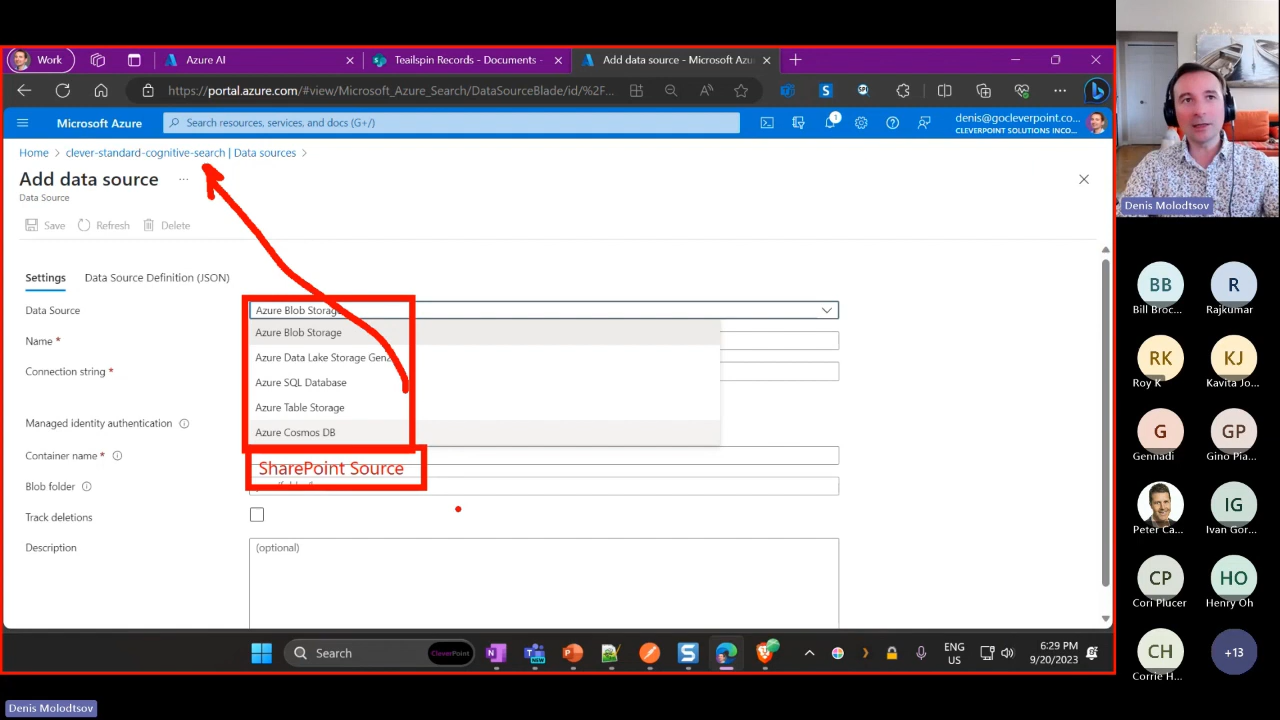 Work
Azure AI
Teailspin Records - Documents -
Add data source - Microsoft Azu
https://portal.azure.com/#view/Microsoft_Azure_Search/DataSourceBlade/id/%2F...
Microsoft Azure
Search resources, services, and docs (G+/)
1
denis@gocleverpoint.co...
CLEVERPOINT SOLUTIONS INCO...
Home > clever-standard-cognitive-search | Data sources >
Add data source ...
Data Source
Save Refresh Delete
Settings Data Source Definition (JSON)
Data Source
Azure Blob Storage
Azure Blob Storage
Name *
Azure Data Lake Storage Gen2
Connection string *
Azure SQL Database
Azure Table Storage
Managed identity authentication
Azure Cosmos DB
Container name *
SharePoint Source
Blob folder
Track deletions
Description
(optional)
Search
CleverPoint
NEW
ENG
US
6:29 PM
9/20/2023
Denis Molodtsov
BB
Bill Broc...
R
Rajkumar
RK
Roy K
KJ
Kavita Jo...
G
Gennadi
GP
Gino Pia...
Peter Ca...
IG
Ivan Gor...
CP
Cori Plucer
HO
Henry Oh
CH
Corrie H...
+13
Denis Molodtsov